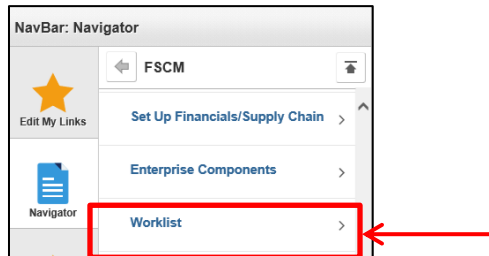 NavBar: Navigator
FSCM
Edit My Links
Set Up Financials/Supply Chain
Enterprise Components
Navigator
Worklist